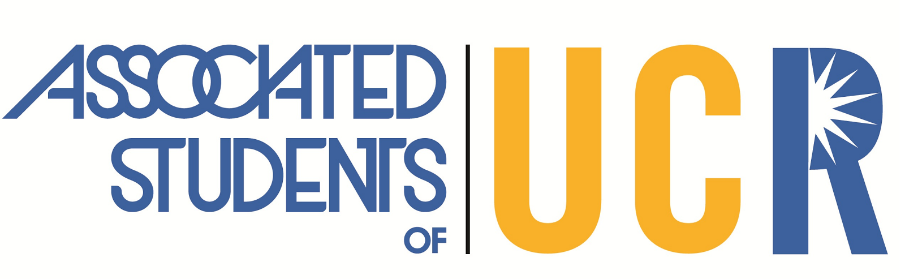 ASSOCIATED
STUDENTS
OF
UCR